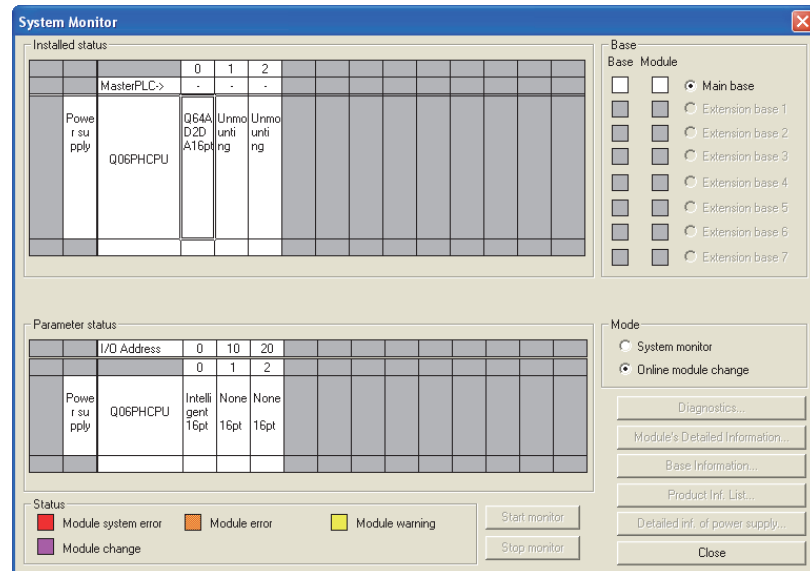 System Monitor
Installed status
0 1 2
MasterPLC-> - - -
Powe
r su
pply
Q06PHCPU
Q64A
D2D
A16pt
Unmo
unti
ng
Unmo
unti
ng
Base
Base Module
Main base
Extension base 1
Extension base 2
Extension base 3
Extension base 4
Extension base 5
Extension base 6
Extension base 7
Parameter status
I/O Address 0 10 20
0 1 2
Powe
r su
pply
Q06PHCPU
Intelli
gent
16pt
None
16pt
None
16pt
Mode
System monitor
Online module change
Diagnostics...
Module's Detailed Information...
Base Information...
Product Inf. List...
Detailed inf. of power supply...
Close
Status
Module system error
Module error
Module warning
Module change
Start monitor
Stop monitor